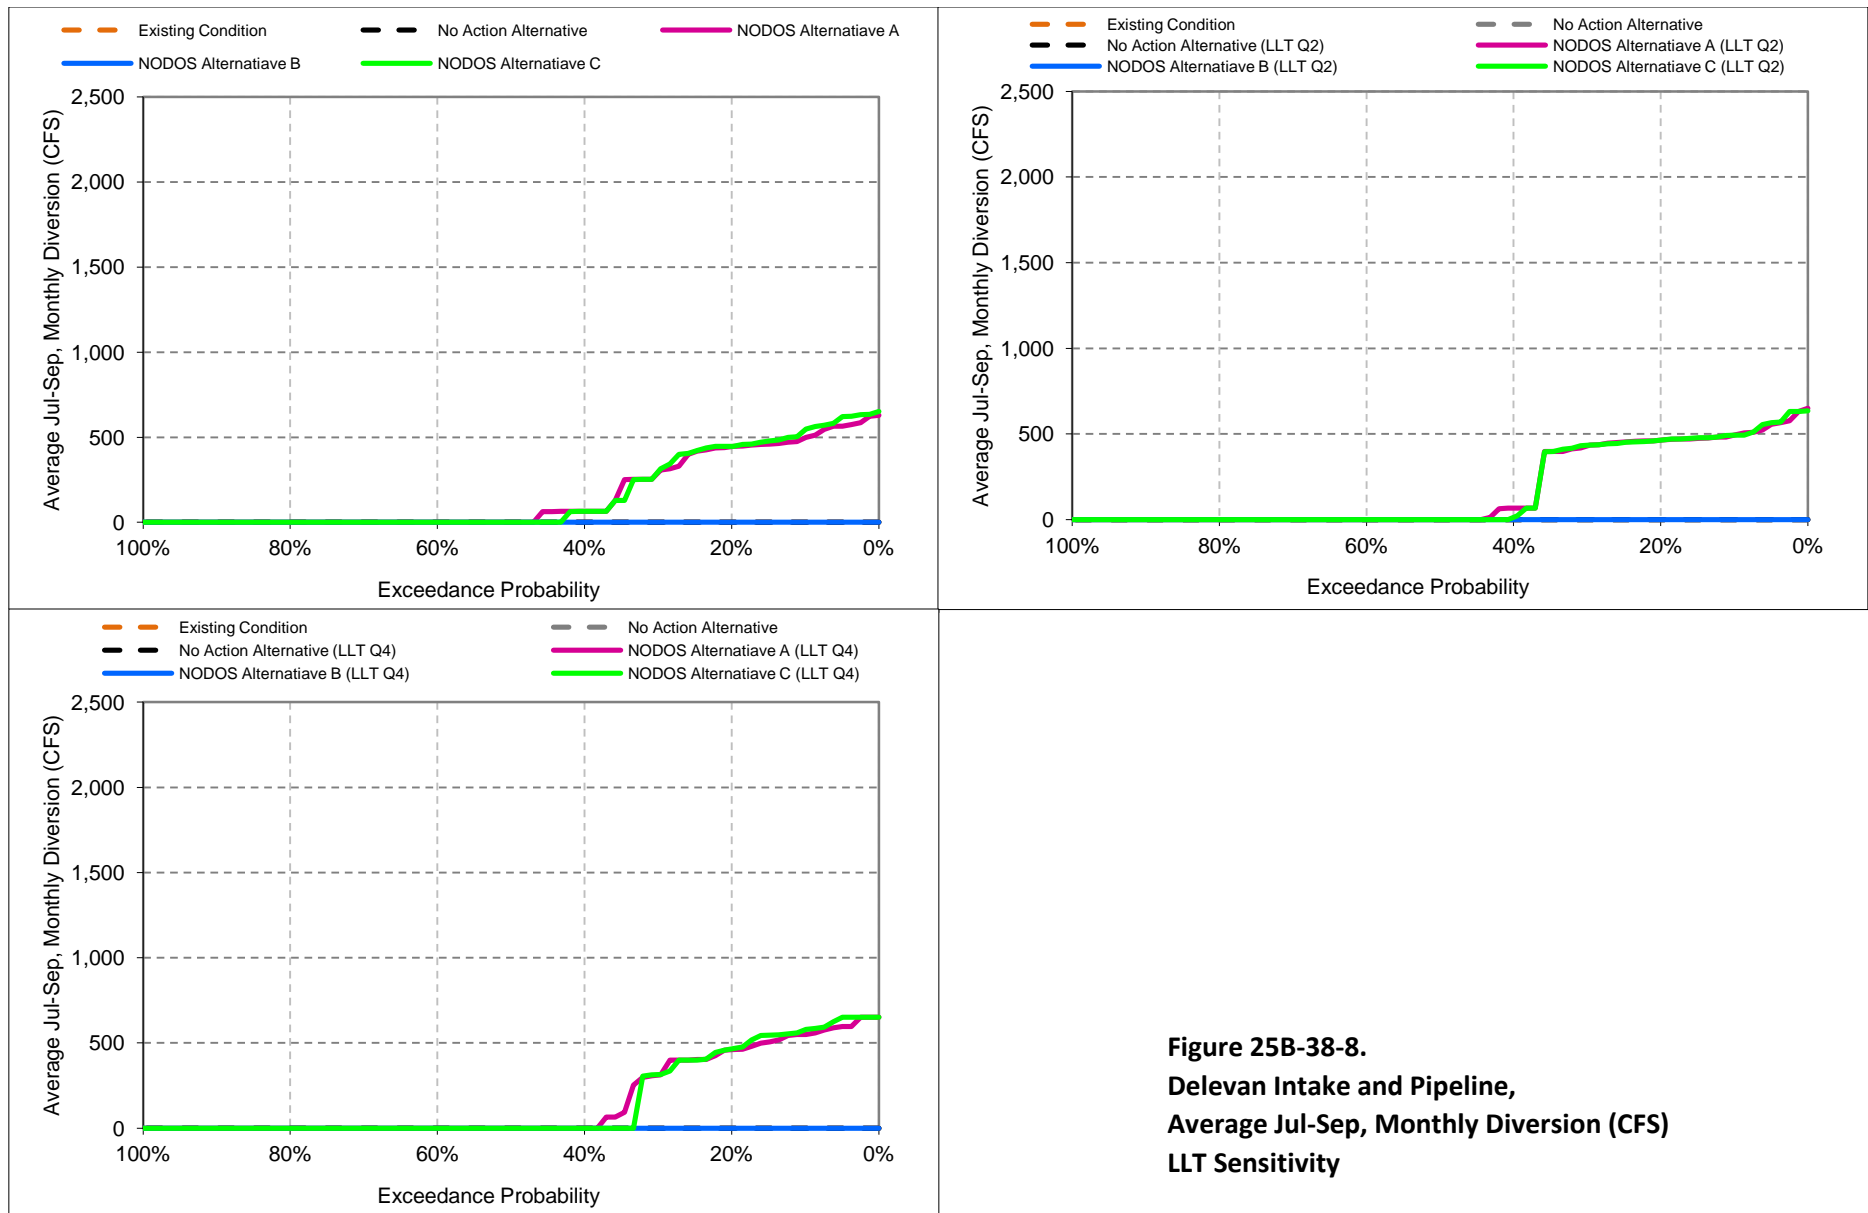 Existing Condition
No Action Alternative
NODOS Alternatiave A
NODOS Alternatiave B
NODOS Alternatiave C
Average Jul-Sep, Monthly Diversion (CFS)
2,500
2,000
1,500
1,000
500
0
100% 80% 60% 40% 20% 0%
Exceedance Probability
Existing Condition
No Action Alternative
No Action Alternative (LLT Q2)
NODOS Alternatiave A (LLT Q2)
NODOS Alternatiave B (LLT Q2)
NODOS Alternatiave C (LLT Q2)
Average Jul-Sep, Monthly Diversion (CFS)
2,500
2,000
1,500
1,000
500
0
100% 80% 60% 40% 20% 0%
Exceedance Probability
Existing Condition
No Action Alternative
No Action Alternative (LLT Q4)
NODOS Alternatiave A (LLT Q4)
NODOS Alternatiave B (LLT Q4)
NODOS Alternatiave C (LLT Q4)
Average Jul-Sep, Monthly Diversion (CFS)
2,500
2,000
1,500
1,000
500
0
100% 80% 60% 40% 20% 0%
Exceedance Probability
Figure 25B-38-8.
Delevan Intake and Pipeline,
Average Jul-Sep, Monthly Diversion (CFS)
LLT Sensitivity